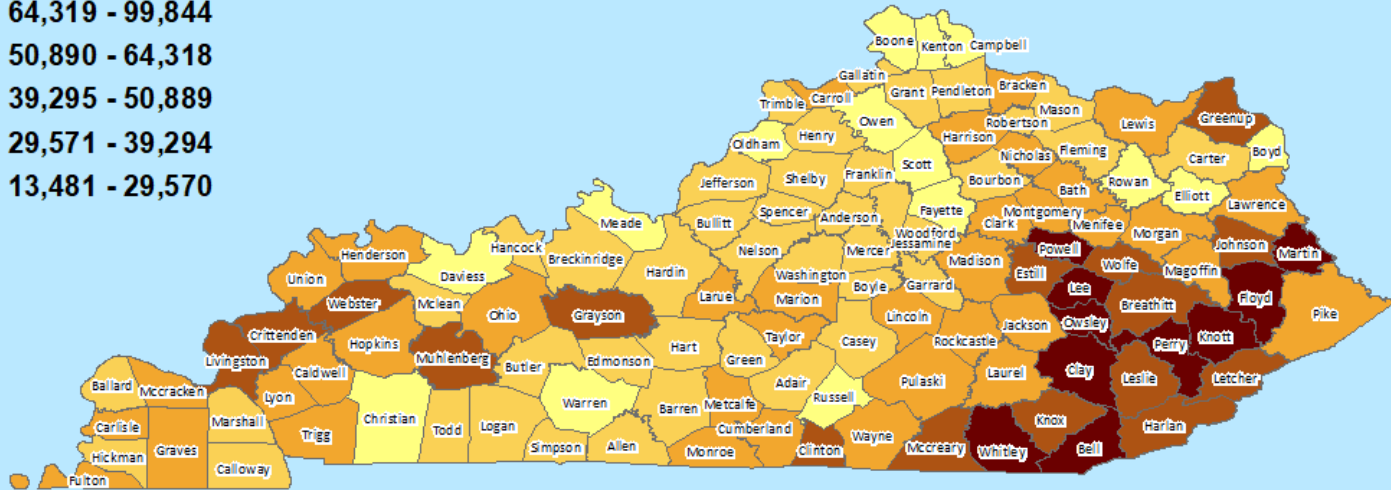 64,319 - 99,844
50,890 - 64,318
39,295 - 50,889
29,571 - 39,294
13,481 - 29,570
Boone
Kenton
Campbell
Gallatin
Grant
Pendleton
Bracken
Trimble
Carroll
Owen
Robertson
Mason
Lewis
Greenup
Oldham
Henry
Harrison
Nicholas
Fleming
Carter
Boyd
Jefferson
Shelby
Franklin
Scott
Bourbon
Bath
Rowan
Elliott
Lawrence
Meade
Bullitt
Spencer
Anderson
Woodford
Fayette
Jessamine
Clark
Montgomery
Menifee
Morgan
Johnson
Martin
Henderson
Daviess
Hancock
Breckinridge
Hardin
Nelson
Washington
Mercer
Madison
Powell
Estill
Wolfe
Magoffin
Floyd
Pike
Union
Webster
Mclean
Ohio
Grayson
Larue
Marion
Boyle
Garrard
Lee
Breathitt
Crittenden
Livingston
Hopkins
Muhlenberg
Butler
Edmonson
Hart
Green
Taylor
Casey
Lincoln
Rockcastle
Jackson
Owsley
Perry
Knott
Ballard
Mccracken
Lyon
Caldwell
Christian
Todd
Logan
Warren
Barren
Metcalfe
Adair
Russell
Pulaski
Laurel
Clay
Leslie
Letcher
Carlisle
Hickman
Fulton
Graves
Marshall
Calloway
Trigg
Simpson
Allen
Monroe
Cumberland
Clinton
Wayne
Mccreary
Whitley
Knox
Bell
Harlan